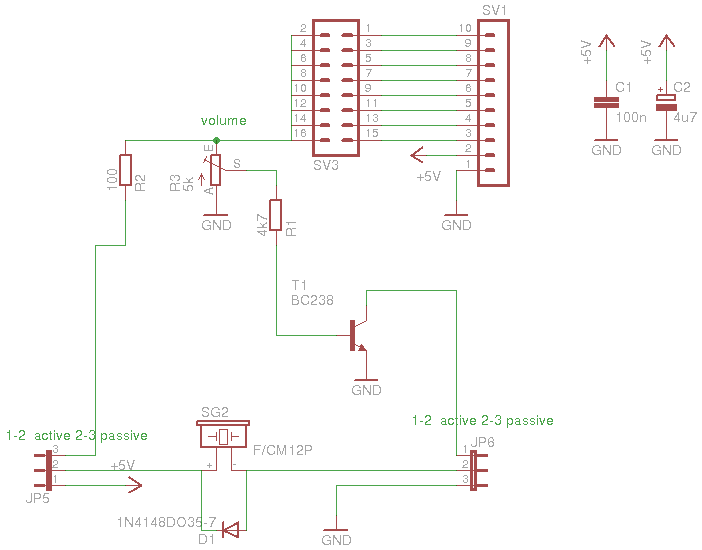 SV1
2 1 10
4 3 9
6 5 8
8 7 7
10 9 6
12 11 5
14 13 4
16 15 3
2
1
SV3
+5V
GND
+5V
+5V
C1
C2
+
100n
4u7
GND
GND
volume
E
S
A
R3
5k
GND
100
R2
4k7
R1
T1
BC238
GND
SG2
F/CM12P
+ -
1-2 active 2-3 passive
1-2 active 2-3 passive
3
2
1
+5V
JP5
JP6
1
2
3
1N4148DO35-7
D1
GND